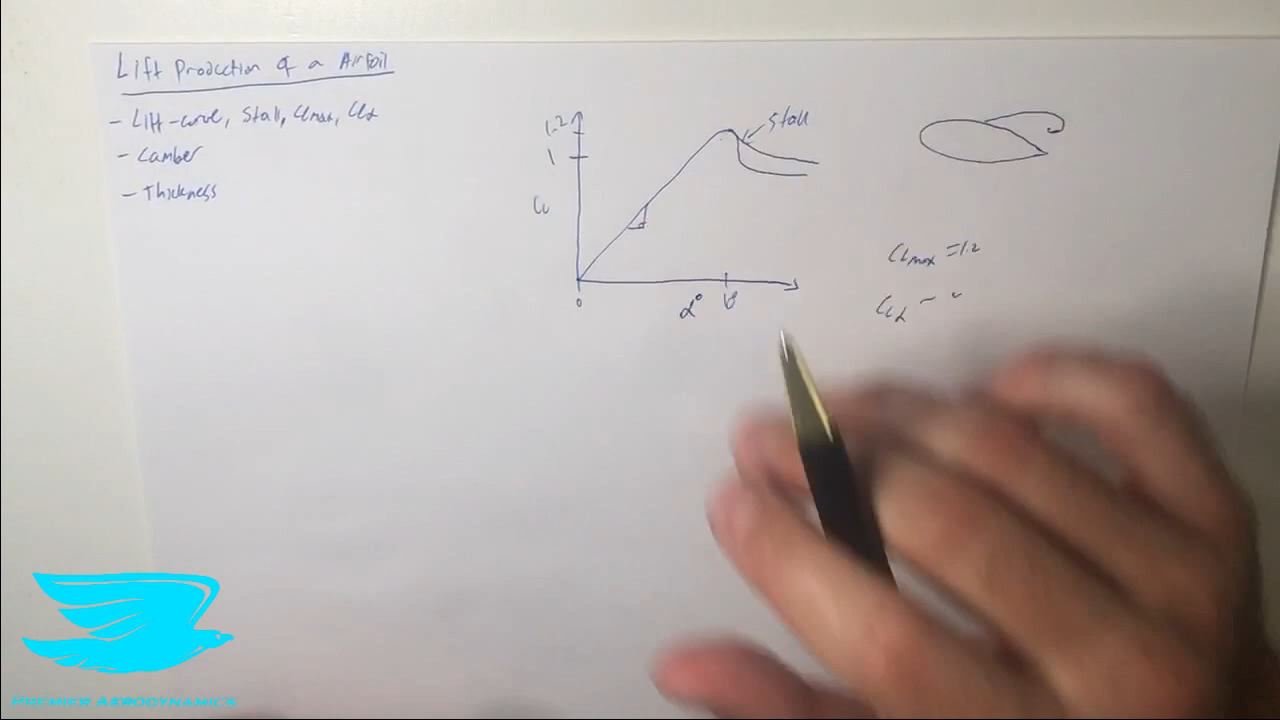 Lift Production of a Airfoil
- Lift-curve, Stall, Clmax, Clα
- Camber
- Thickness
1.2
Stall
1
CL
0
α°
CLmax = 1.2
CLα ~
PREMIER AERODYNAMICS